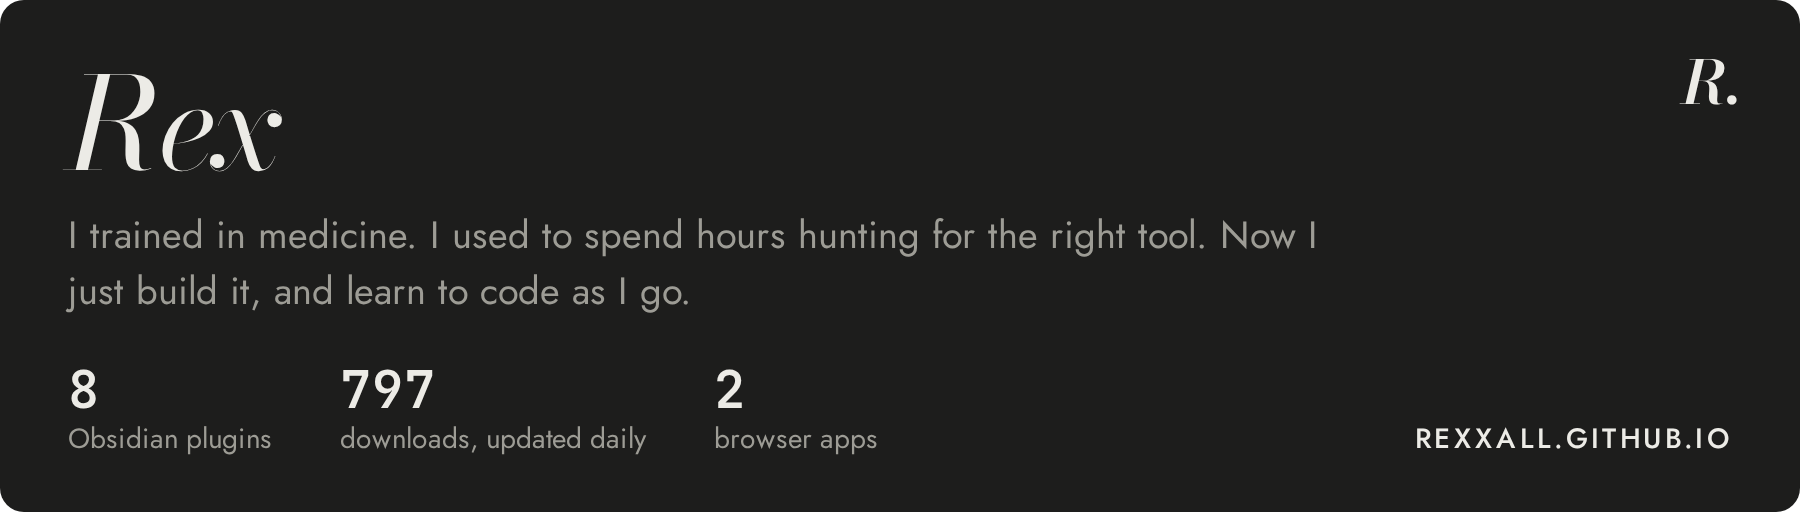 Rex
R.
I trained in medicine. I used to spend hours hunting for the right tool. Now I
just build it, and learn to code as I go.
8
Obsidian plugins
797
downloads, updated daily
2
browser apps
REXXALL.GITHUB.IO